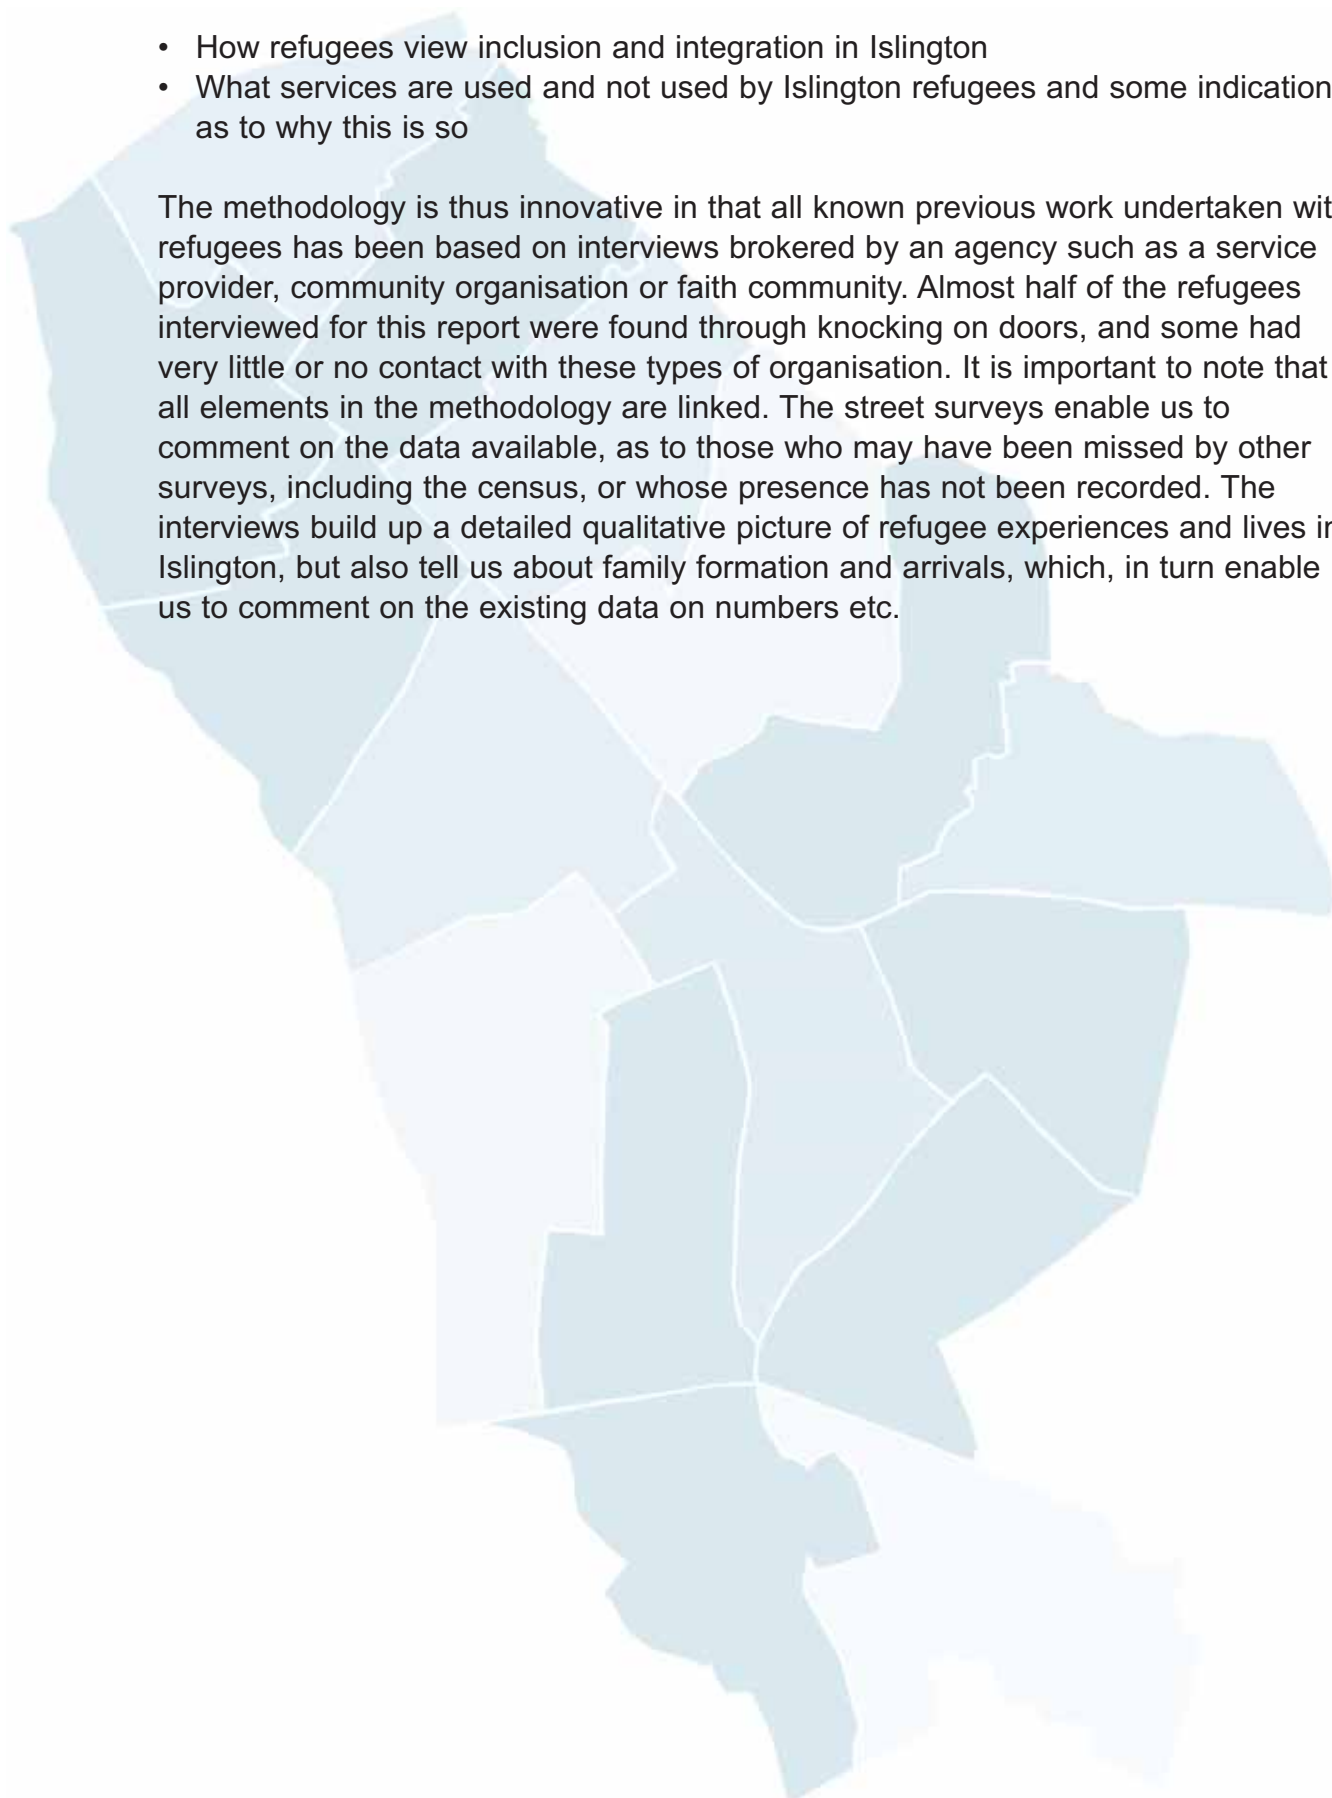 • How refugees view inclusion and integration in Islington
• What services are used and not used by Islington refugees and some indication
as to why this is so
The methodology is thus innovative in that all known previous work undertaken wit
refugees has been based on interviews brokered by an agency such as a service
provider, community organisation or faith community. Almost half of the refugees
interviewed for this report were found through knocking on doors, and some had
very little or no contact with these types of organisation. It is important to note that
all elements in the methodology are linked. The street surveys enable us to
comment on the data available, as to those who may have been missed by other
surveys, including the census, or whose presence has not been recorded. The
interviews build up a detailed qualitative picture of refugee experiences and lives in
Islington, but also tell us about family formation and arrivals, which, in turn enable
us to comment on the existing data on numbers etc.